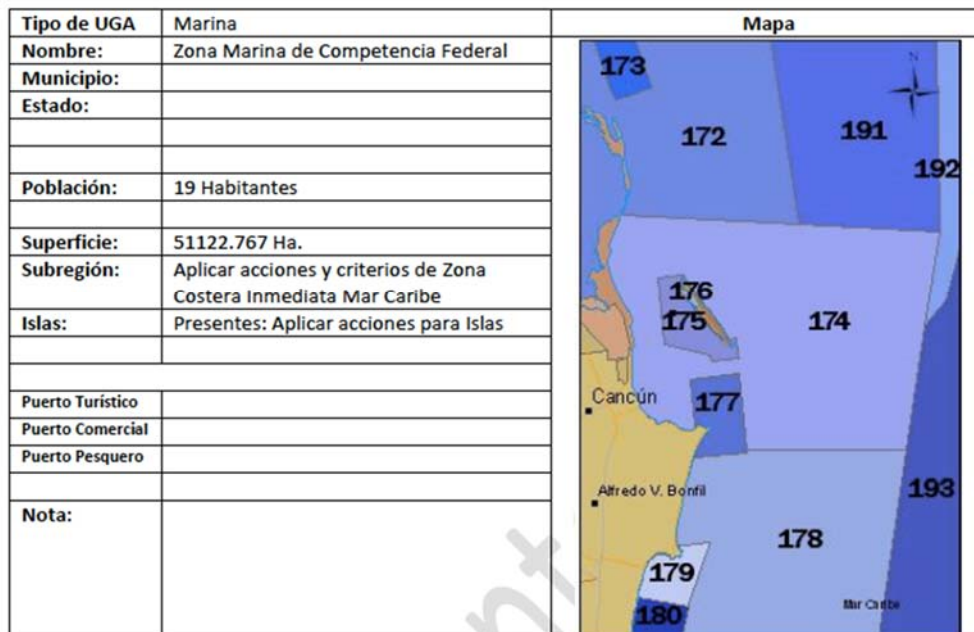 Tipo de UGA Marina Mapa
Nombre: Zona Marina de Competencia Federal
Municipio:
Estado:
Población: 19 Habitantes
Superficie: 51122.767 Ha.
Subregión: Aplicar acciones y criterios de Zona
Costera Inmediata Mar Caribe
Islas: Presentes: Aplicar acciones para Islas
Puerto Turístico
Puerto Comercial
Puerto Pesquero
Nota:
N
173
172
191
192
176
175
174
Cancún
177
Alfredo V. Bonfil
193
178
179
Mar Caribe
180